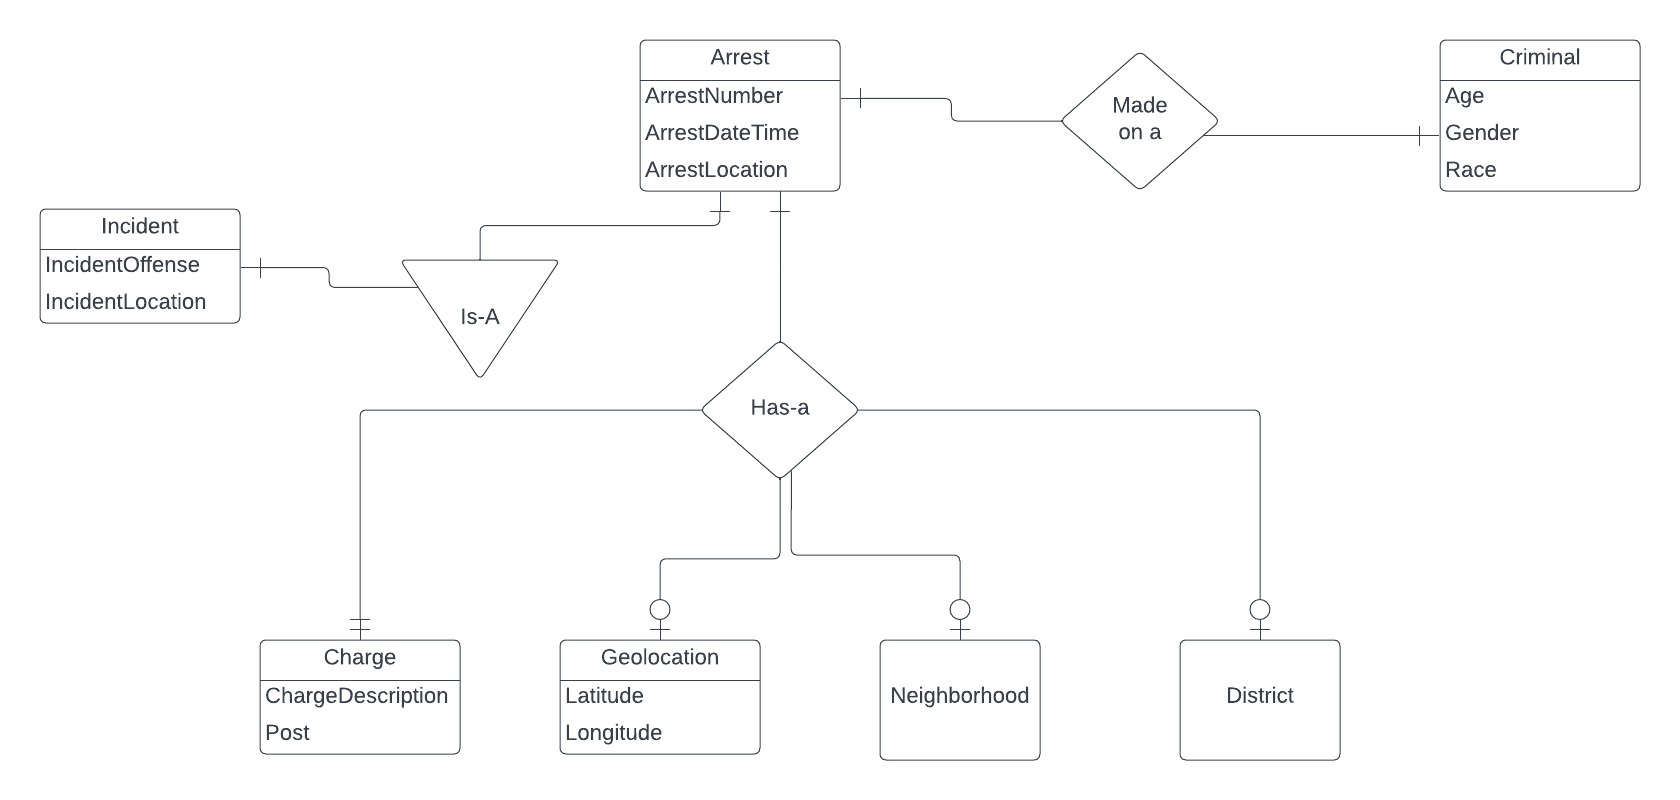 Arrest
ArrestNumber
ArrestDateTime
ArrestLocation
Made
on a
Criminal
Age
Gender
Race
Incident
IncidentOffense
IncidentLocation
Is-A
Has-a
Charge
ChargeDescription
Post
Geolocation
Latitude
Longitude
Neighborhood
District